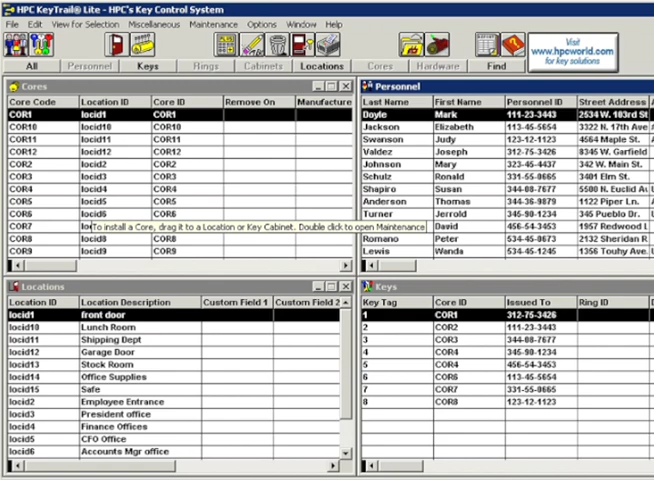 HPC KeyTrail® Lite - HPC's Key Control System
File Edit View for Selection Miscellaneous Maintenance Options Window Help
Visit
www.hpcworld.com
for key solutions
All Personnel Keys Rings Cabinets Locations Cores Hardware Find
Cores
Core Code Location ID Core ID Remove On Manufacture
COR1 locid1 COR1
COR10 locid10 COR10
COR11 locid11 COR11
COR12 locid12 COR12
COR2 locid2 COR2
COR3 locid3 COR3
COR4 locid4 COR4
COR5 locid5 COR5
COR6 locid6 COR6
COR7 To install a Core, drag it to a Location or Key Cabinet. Double click to open Maintenance
COR8 locid8 COR8
COR9 locid9 COR9
Personnel
Last Name First Name Personnel ID Street Address
Doyle Mark 111-23-3443 2534 W. 103rd St
Jackson Elizabeth 113-45-5654 3322 N. 17th Ave
Swanson Judy 123-12-1123 4564 Maple St.
Valdez Joseph 312-75-3426 8345 W. Garfield
Johnson Mary 323-45-4437 342 W. Main St.
Schulz Ronald 331-55-8665 3401 Elm St.
Shapiro Susan 344-08-7677 5500 N. Euclid Av
Anderson Thomas 344-36-9879 1122 Piper Ln.
Turner Jerrold 345-90-1234 345 Pueblo Dr.
David 456-54-3453 1957 Redwood L
Romano Peter 534-45-8673 2132 Sheridan R
Lewis Wanda 534-45-1245 1356 Touhy Ave.
Locations
Location ID Location Description Custom Field 1 Custom Field 2
locid1 front door
locid10 Lunch Room
locid11 Shipping Dept
locid12 Garage Door
locid13 Stock Room
locid14 Office Supplies
locid15 Safe
locid2 Employee Entrance
locid3 President office
locid4 Finance Offices
locid5 CFO Office
locid6 Accounts Mgr office
Keys
Key Tag Core ID Issued To Ring ID
1 COR1 312-75-3426
2 COR2 111-23-3443
3 COR3 344-08-7677
4 COR4 345-90-1234
5 COR4 456-54-3453
6 COR6 113-45-5654
7 COR7 331-55-8665
8 COR8 123-12-1123